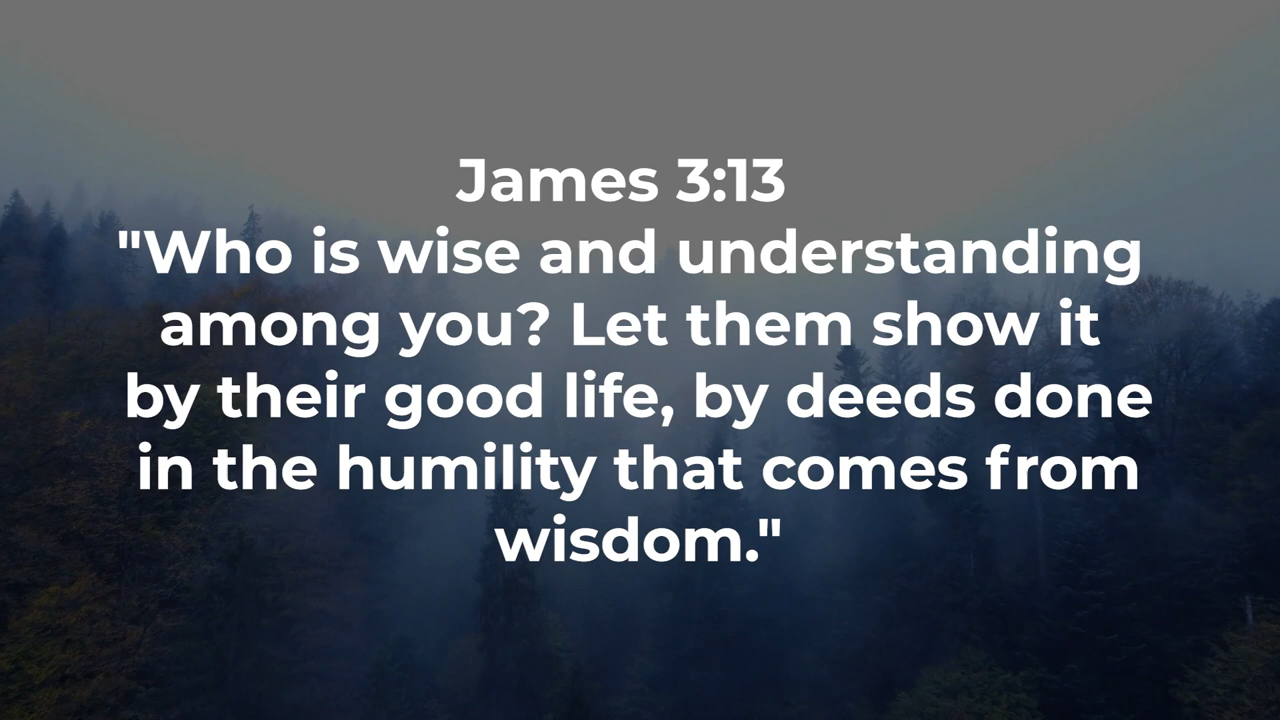 James 3:13
"Who is wise and understanding
among you? Let them show it
by their good life, by deeds done
in the humility that comes from
wisdom."